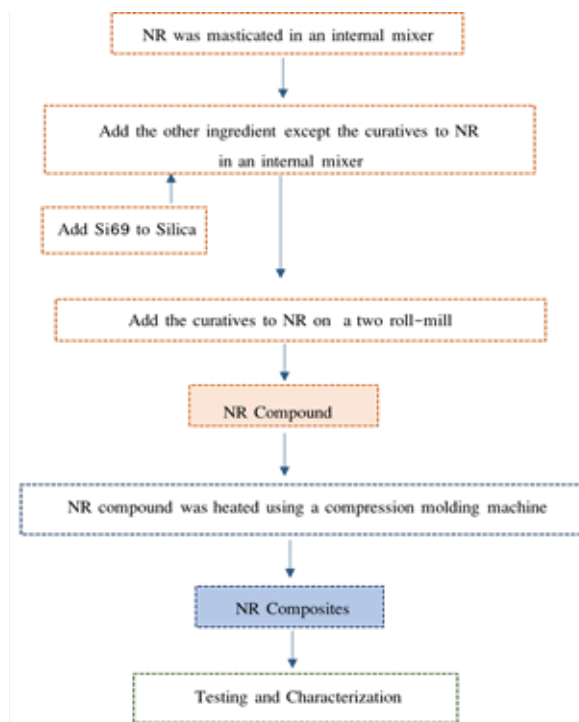 NR was masticated in an internal mixer
Add the other ingredient except the curatives to NR
in an internal mixer
Add Si69 to Silica
Add the curatives to NR on a two roll-mill
NR Compound
NR compound was heated using a compression molding machine
NR Composites
Testing and Characterization